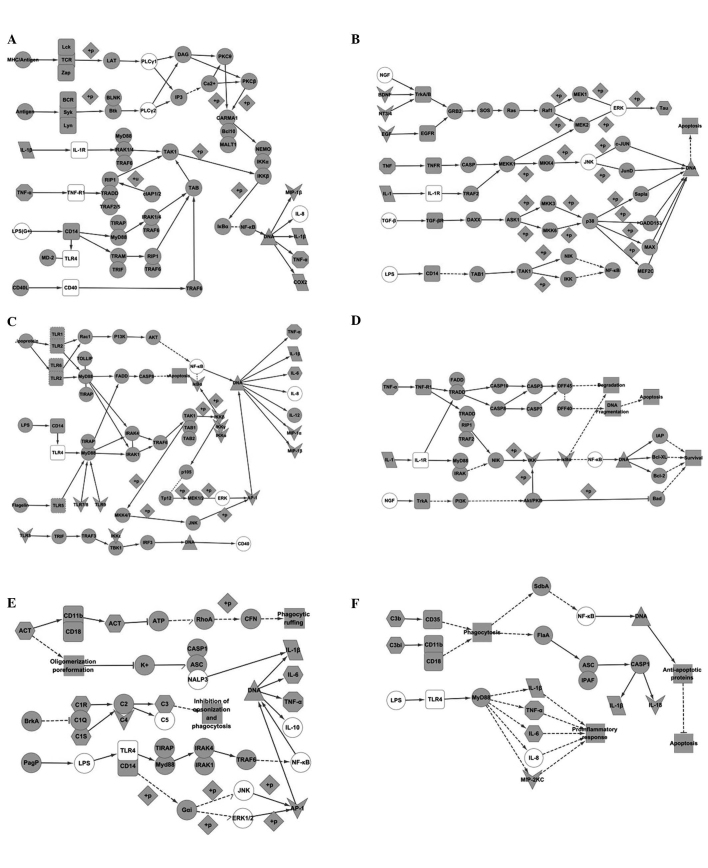 A
MHC/Antigen
Lck
TCR
Zap
+p
LAT
PLCγ1
DAG
PKCθ
Ca2+
IP3
PKCβ
+p
+p
Antigen
BCR
Syk
Lyn
+p
BLNK
Btk
PLCγ2
CARMA1
Bcl10
MALT1
IL-1β
IL-1R
MyD88
IRAK1/4
TRAF6
TAK1
+p
NEMO
IKKα
IKKβ
TNF-α
TNF-R1
RIP1
TRADD
TRAF2/5
+p
cIAP1/2
TAB
+p
MIP-1β
IL-8
IL-1β
TNF-α
COX2
IκBα
NF-κB
DNA
LPS(G+)
CD14
MD-2
TLR4
TIRAP
MyD88
IRAK1/4
TRAF6
TRAM
TRIF
RIP1
TRAF6
CD40L
CD40
TRAF6
B
NGF
BDNF
NT3/4
TrkA/B
EGF
EGFR
GRB2
SOS
Ras
Raf1
+p
+p
MEK1
MEK2
+p
+p
ERK
+p
Tau
Apoptosis
TNF
TNFR
CASP
MEKK1
+p
MKK4
+p
JNK
c-JUN
JunD
DNA
IL-1
IL-1R
TRAF2
TGF-β
TGF-βR
DAXX
ASK1
+p
+p
MKK3
MKK6
+p
+p
p38
Sapla
GADD153
MAX
MEF2C
LPS
CD14
TAB1
TAK1
+p
+p
NIK
IKK
+p
+p
NF-κB
C
Lipoprotein
TLR1
TLR2
TLR6
TLR2
Rac1
P13K
AKT
TOLLIP
MyD88
TIRAP
FADD
CASP8
Apoptosis
NF-κB
IκBα
DNA
TNF-α
IL-1β
IL-6
IL-8
IL-12
MIP-1α
MIP-1β
LPS
CD14
TLR4
TIRAP
MyD88
IRAK4
IRAK1
TRAF6
TAK1
TAB1
TAB2
+p
+p
IKKα
p105
Tp12
+p
MEK1/2
+p
ERK
AP-1
+p
MKK4/7
+p
JNK
+p
Flagellin
TLR5
TLR7/8
TLR9
TLR3
TRIF
TRAF3
TBK1
IRF3
DNA
CD40
D
TNF-α
TNF-R1
FADD
TRADD
CASP10
CASP8
CASP3
CASP7
DFF45
DFF40
Degradation
DNA
Fragmentation
Apoptosis
IL-1
IL-1R
TRADD
RIP1
TRAF2
MyD88
IRAK
NIK
+p
IKK
IκBα
NF-κB
DNA
IAP
Bcl-XL
Bcl-2
Survival
NGF
TrkA
PI3K
+p
Akt/PKB
+p
Bad
E
ACT
CD11b
CD18
ACT
ATP
RhoA
+p
CFN
Phagocytic
ruffing
Oligomerization
poreformation
K+
CASP1
ASC
NALP3
IL-1β
IL-6
TNF-α
IL-10
NF-κB
DNA
BrkA
C1R
C1Q
C1S
C2
C4
C3
C5
Inhibition of
opsonization and
phagocytosis
PagP
LPS
TLR4
CD14
TIRAP
Myd88
IRAK4
IRAK1
TRAF6
Gαi
+p
+p
JNK
ERK1/2
+p
+p
AP-1
F
C3b
CD35
C3bi
CD11b
CD18
Phagocytosis
SdbA
NF-κB
DNA
FlaA
ASC
IPAF
CASP1
IL-1β
IL-18
Anti-apoptotic
proteins
Apoptosis
LPS
TLR4
MyD88
IL-1β
TNF-α
IL-6
IL-8
MIP-2KC
Proinflammatory
response